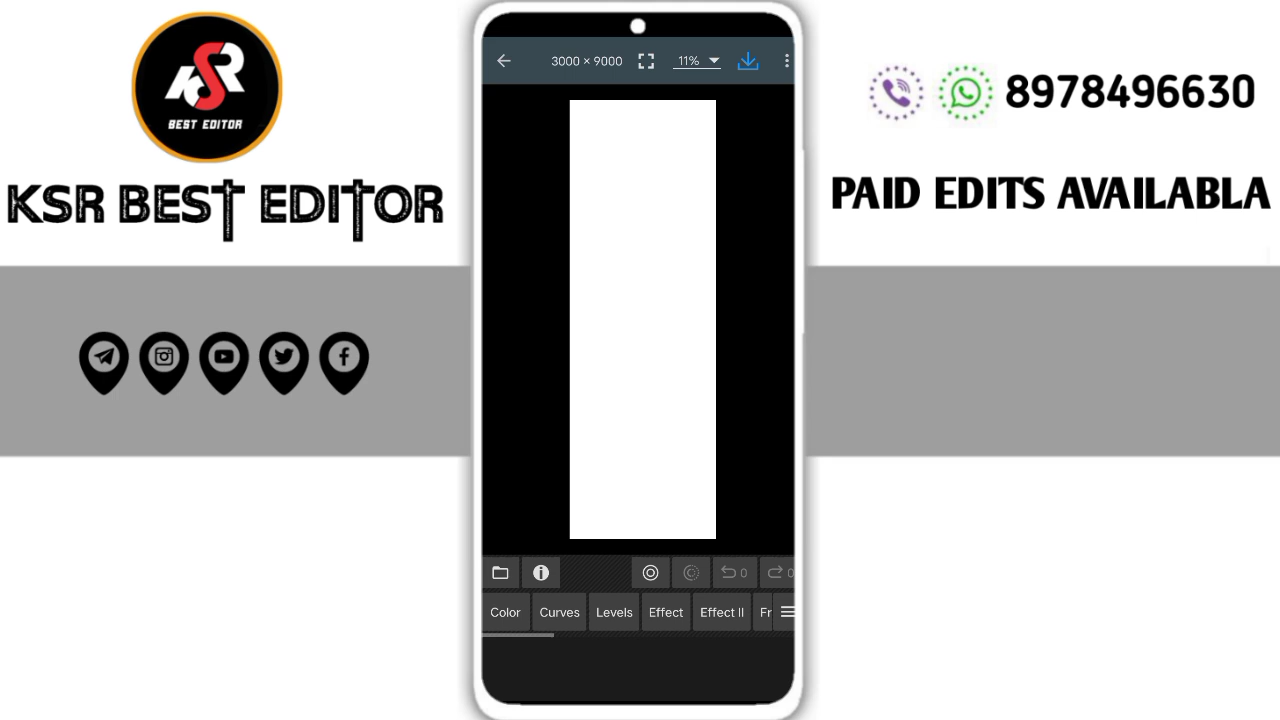 KSR
BEST EDITOR
KSR BEST EDITOR
8978496630
PAID EDITS AVAILABLA
3000 × 9000
11%
0
0
Color
Curves
Levels
Effect
Effect II
Fr